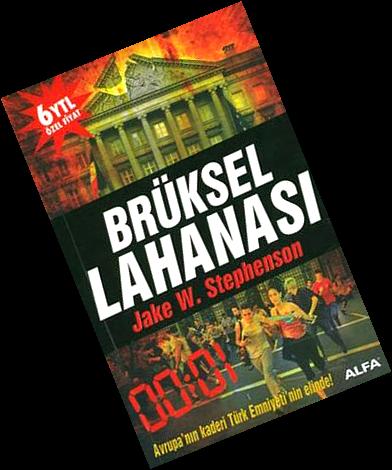 6 YTL
ÖZEL FİYAT
BRÜKSEL
LAHANASI
Jake W. Stephenson
00:01
Avrupa'nın kaderi Türk Emniyeti'nin elinde!
ALFA